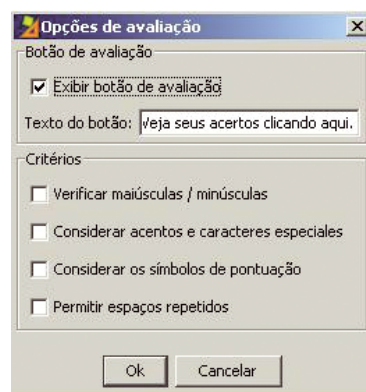 Opções de avaliação
Botão de avaliação
Exibir botão de avaliação
Texto do botão: Veja seus acertos clicando aqui.
Critérios
Verificar maiúsculas / minúsculas
Considerar acentos e caracteres especiales
Considerar os símbolos de pontuação
Permitir espaços repetidos
Ok Cancelar